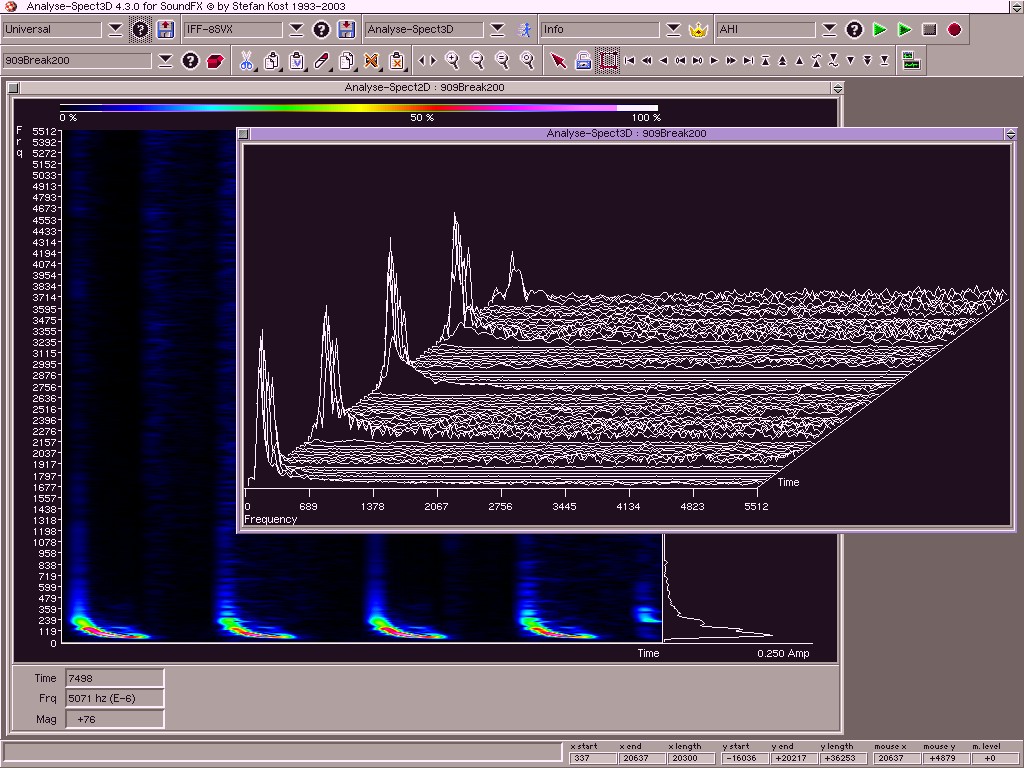 Analyse-Spect3D 4.3.0 for SoundFX © by Stefan Kost 1993-2003
Universal IFF-8SVX Analyse-Spect3D Info AHI
909Break200
Analyse-Spect2D : 909Break200
0 % 50 % 100 %
Frq
5512
5392
5272
5152
5033
4913
4793
4673
4553
4434
4314
4194
4074
3954
3834
3714
3595
3475
3355
3235
3115
2995
2876
2756
2636
2516
2396
2276
2157
2037
1917
1797
1677
1557
1438
1318
1198
1078
958
838
719
599
479
359
239
119
0
Time 0.250 Amp
Analyse-Spect3D : 909Break200
Time
0 689 1378 2067 2756 3445 4134 4823 5512
Frequency
Time 7498
Frq 5071 hz (E-6)
Mag +76
x start x end x length y start y end y length mouse x mouse y m. level
337 20637 20300 -16036 +20217 +36253 20637 +4879 +0